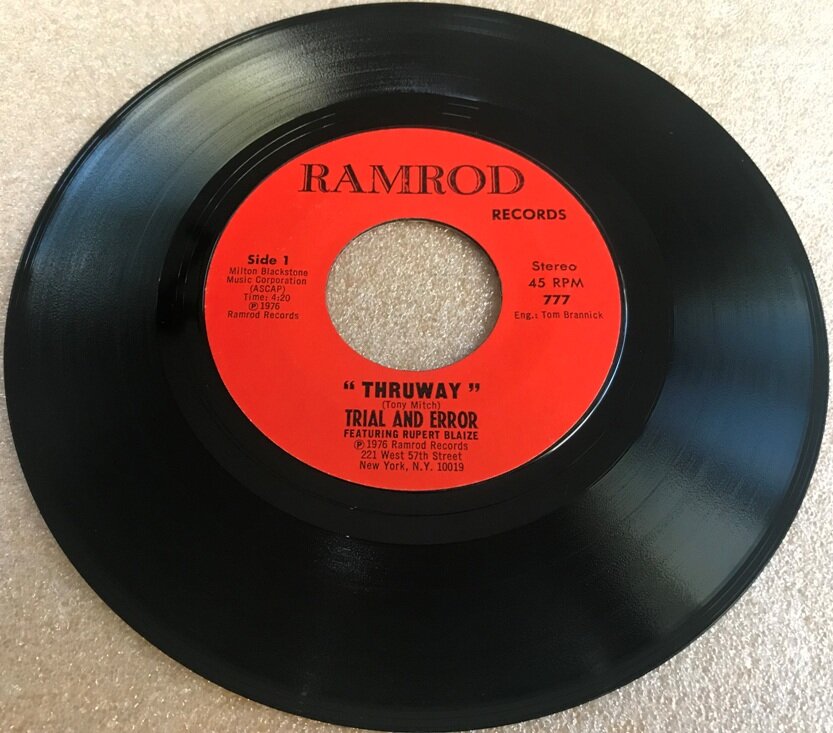 RAMROD
RECORDS
Side 1
Milton Blackstone
Music Corporation
(ASCAP)
Time: 4:20
Ⓟ 1976
Ramrod Records
Stereo
45 RPM
777
Eng.: Tom Brannick
“ THRUWAY ”
(Tony Mitch)
TRIAL AND ERROR
FEATURING RUPERT BLAIZE
Ⓟ 1976 Ramrod Records
221 West 57th Street
New York, N.Y. 10019